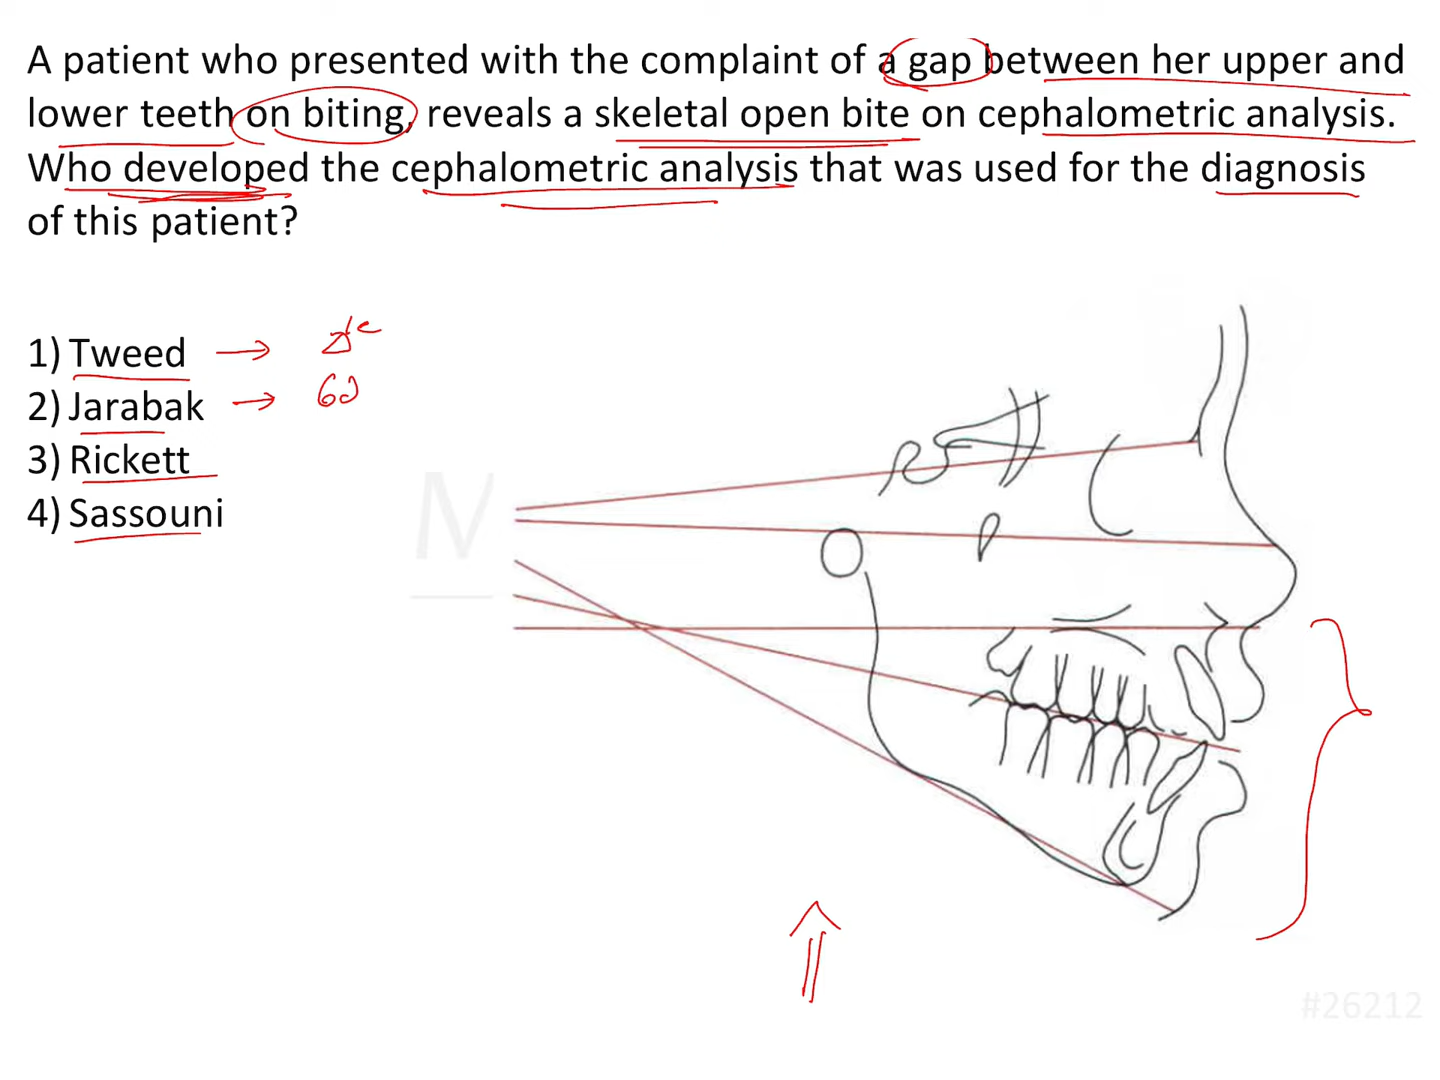 A patient who presented with the complaint of a gap between her upper and
lower teeth on biting, reveals a skeletal open bite on cephalometric analysis.
Who developed the cephalometric analysis that was used for the diagnosis
of this patient?
1) Tweed →
2) Jarabak → 60
3) Rickett
4) Sassouni
#26212